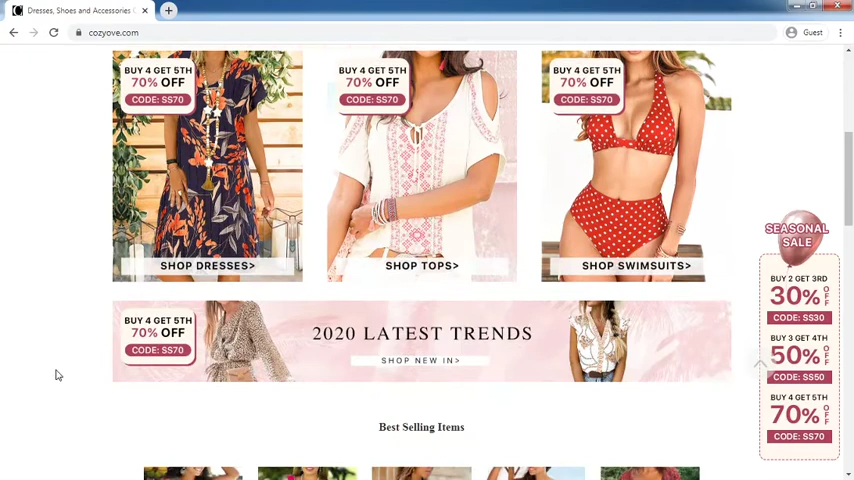 Dresses, Shoes and Accessories
cozyove.com
Guest
BUY 4 GET 5TH
70% OFF
CODE: SS70
SHOP DRESSES>
BUY 4 GET 5TH
70% OFF
CODE: SS70
SHOP TOPS>
BUY 4 GET 5TH
70% OFF
CODE: SS70
SHOP SWIMSUITS>
BUY 4 GET 5TH
70% OFF
CODE: SS70
2020 LATEST TRENDS
SHOP NEW IN>
Best Selling Items
SEASONAL
SALE
BUY 2 GET 3RD
30% OFF
CODE: SS30
BUY 3 GET 4TH
50% OFF
CODE: SS50
BUY 4 GET 5TH
70% OFF
CODE: SS70